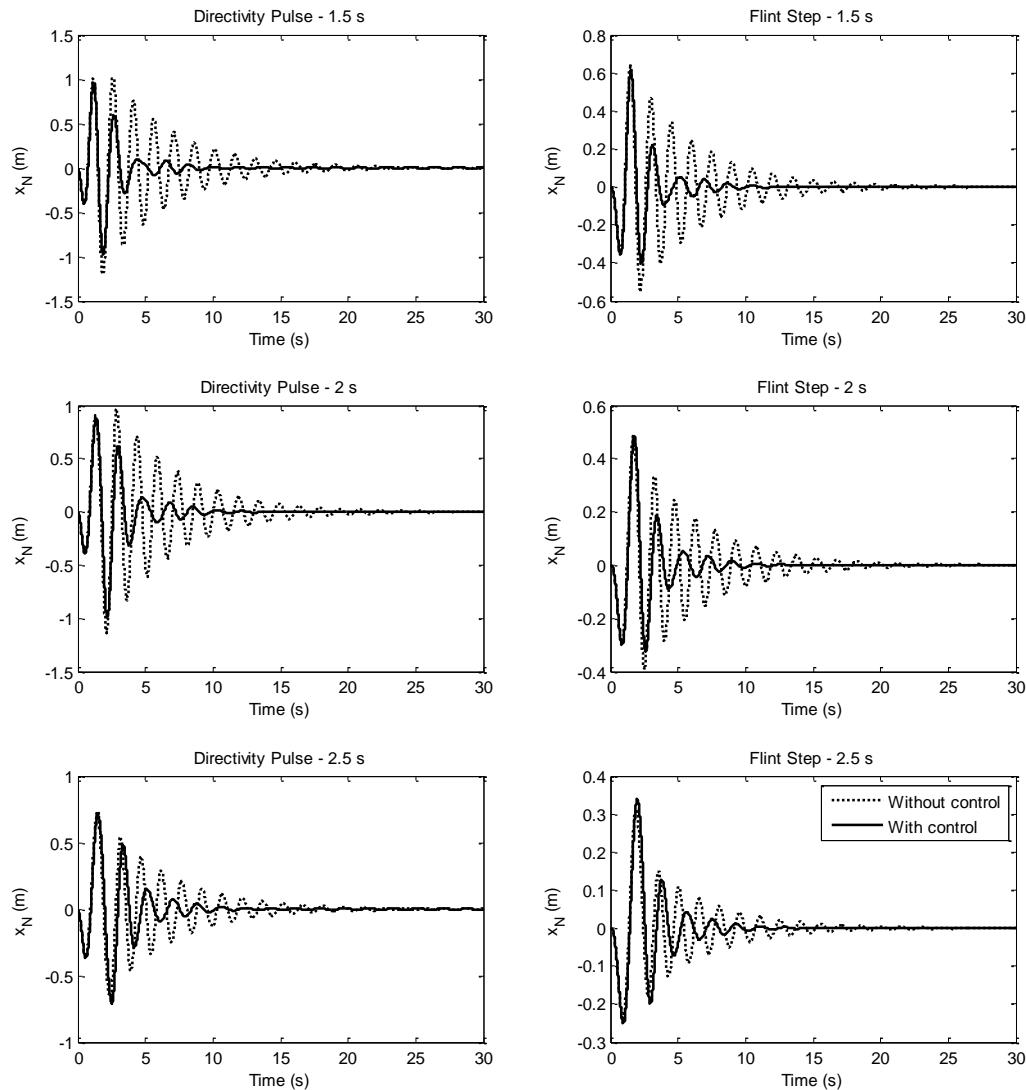 Directivity Pulse - 1.5 s
1.5
1
0.5
0
-0.5
-1
-1.5
x_N (m)
0 5 10 15 20 25 30
Time (s)
Flint Step - 1.5 s
0.8
0.6
0.4
0.2
0
-0.2
-0.4
-0.6
x_N (m)
0 5 10 15 20 25 30
Time (s)
Directivity Pulse - 2 s
1
0.5
0
-0.5
-1
-1.5
x_N (m)
0 5 10 15 20 25 30
Time (s)
Flint Step - 2 s
0.6
0.4
0.2
0
-0.2
-0.4
x_N (m)
0 5 10 15 20 25 30
Time (s)
Directivity Pulse - 2.5 s
1
0.5
0
-0.5
-1
x_N (m)
0 5 10 15 20 25 30
Time (s)
Flint Step - 2.5 s
0.4
0.3
0.2
0.1
0
-0.1
-0.2
-0.3
x_N (m)
Without control
With control
0 5 10 15 20 25 30
Time (s)